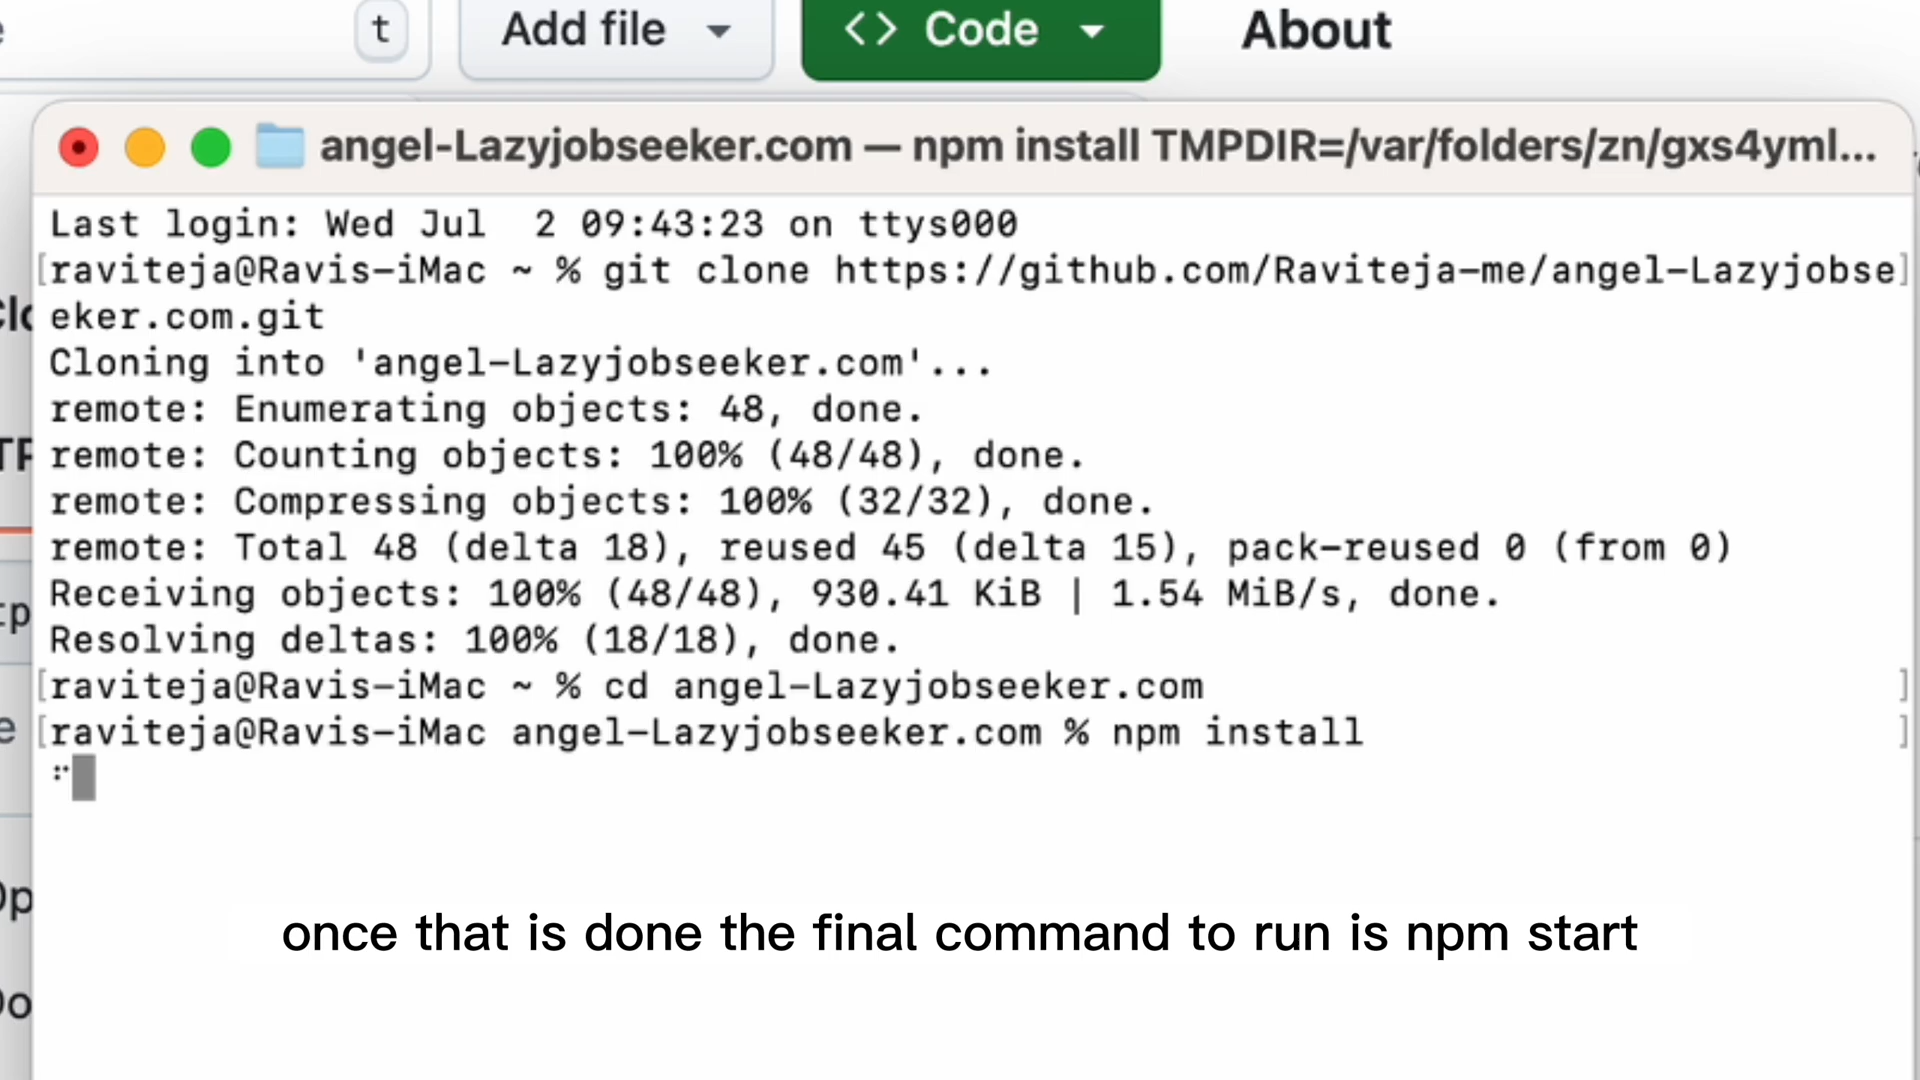 t
Add file
<> Code
About
angel-Lazyjobseeker.com — npm install TMPDIR=/var/folders/zn/gxs4yml...
Last login: Wed Jul  2 09:43:23 on ttys000
[raviteja@Ravis-iMac ~ % git clone https://github.com/Raviteja-me/angel-Lazyjobse]
eker.com.git
Cloning into 'angel-Lazyjobseeker.com'...
remote: Enumerating objects: 48, done.
remote: Counting objects: 100% (48/48), done.
remote: Compressing objects: 100% (32/32), done.
remote: Total 48 (delta 18), reused 45 (delta 15), pack-reused 0 (from 0)
Receiving objects: 100% (48/48), 930.41 KiB | 1.54 MiB/s, done.
Resolving deltas: 100% (18/18), done.
[raviteja@Ravis-iMac ~ % cd angel-Lazyjobseeker.com ]
[raviteja@Ravis-iMac angel-Lazyjobseeker.com % npm install ]
once that is done the final command to run is npm start